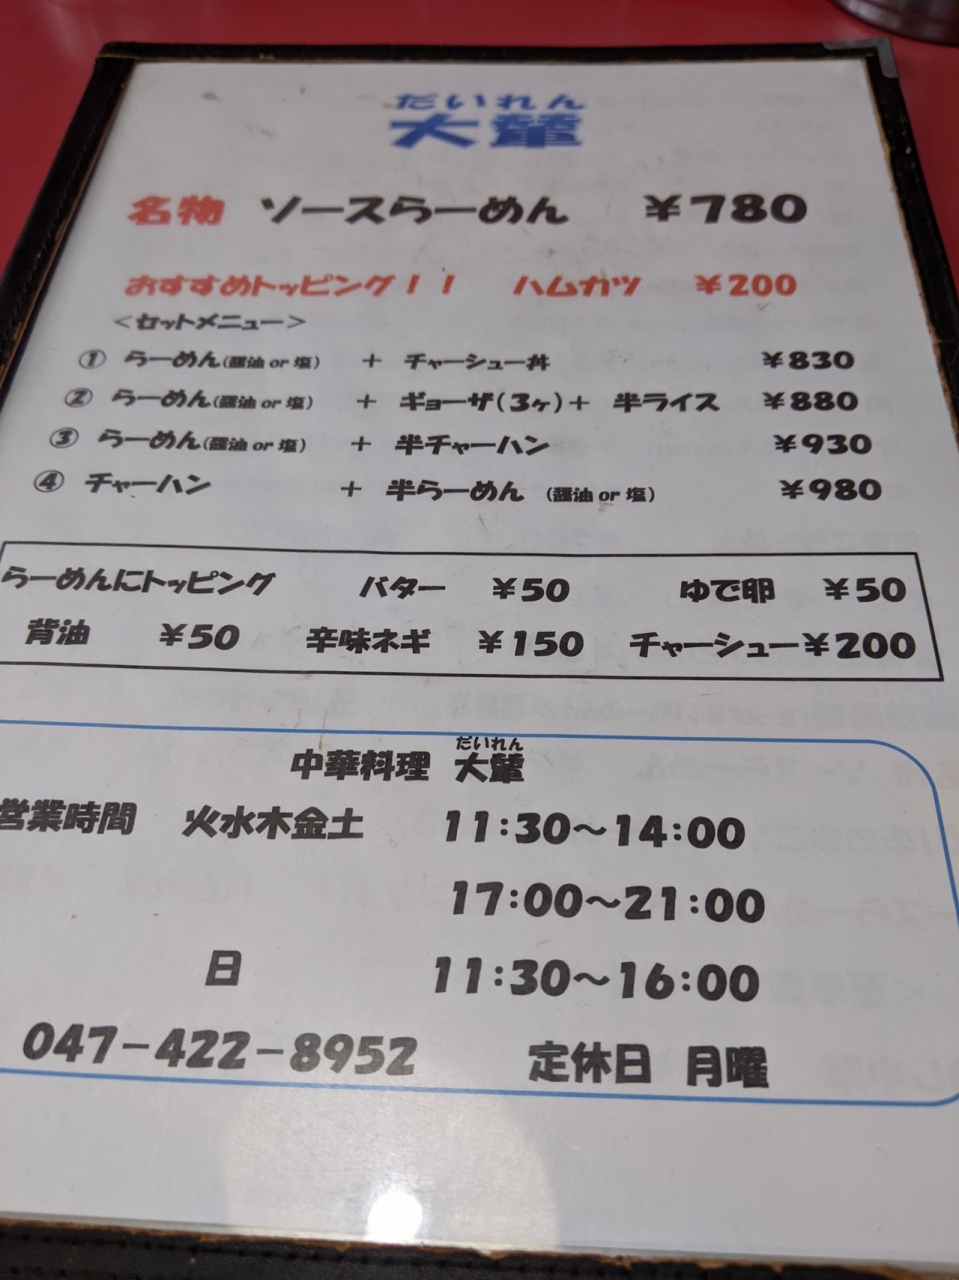 だいれん
大輦
名物 ソースらーめん ￥780
おすすめトッピング！！ ハムカツ ￥200
＜セットメニュー＞
① らーめん(醤油 or 塩) ＋ チャーシュー丼 ￥830
② らーめん(醤油 or 塩) ＋ ギョーザ(3ヶ)＋ 半ライス ￥880
③ らーめん(醤油 or 塩) ＋ 半チャーハン ￥930
④ チャーハン ＋ 半らーめん (醤油 or 塩) ￥980
らーめんにトッピング バター ￥50 ゆで卵 ￥50
背油 ￥50 辛味ネギ ￥150 チャーシュー￥200
だいれん
中華料理 大輦
営業時間 火水木金土 11:30～14:00
17:00～21:00
日 11:30～16:00
047－422－8952 定休日 月曜